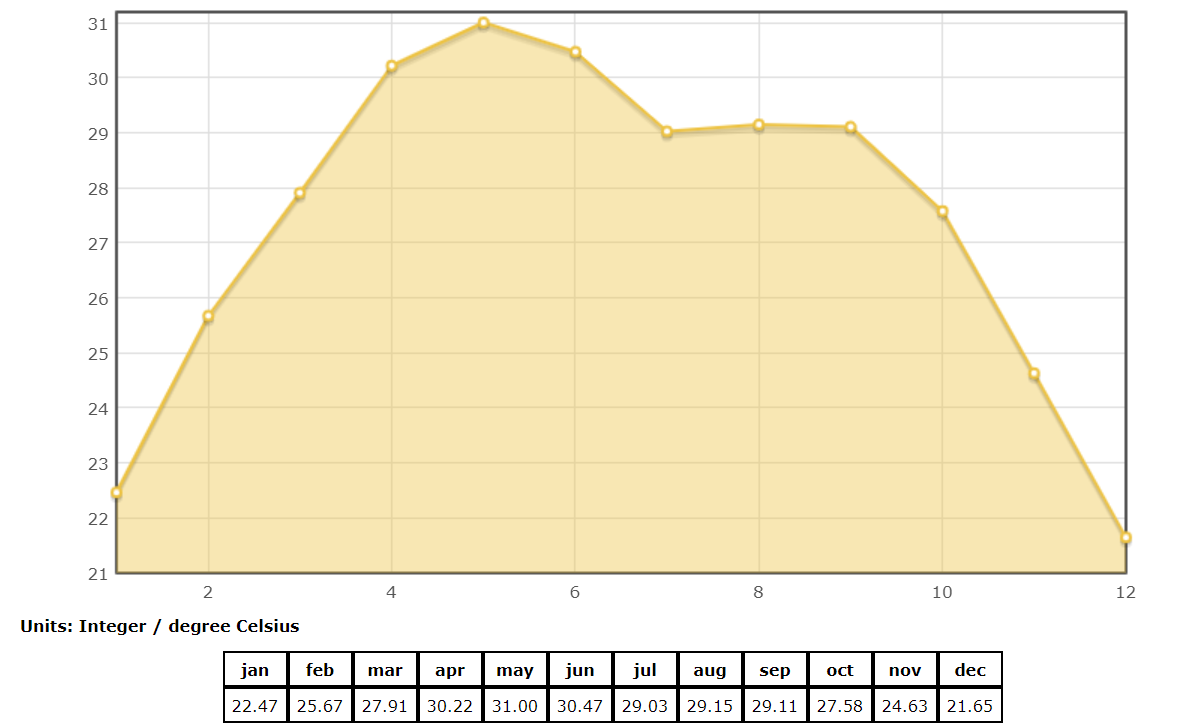 31
30
29
28
27
26
25
24
23
22
21
2 4 6 8 10 12
Units: Integer / degree Celsius
jan feb mar apr may jun jul aug sep oct nov dec
22.47 25.67 27.91 30.22 31.00 30.47 29.03 29.15 29.11 27.58 24.63 21.65